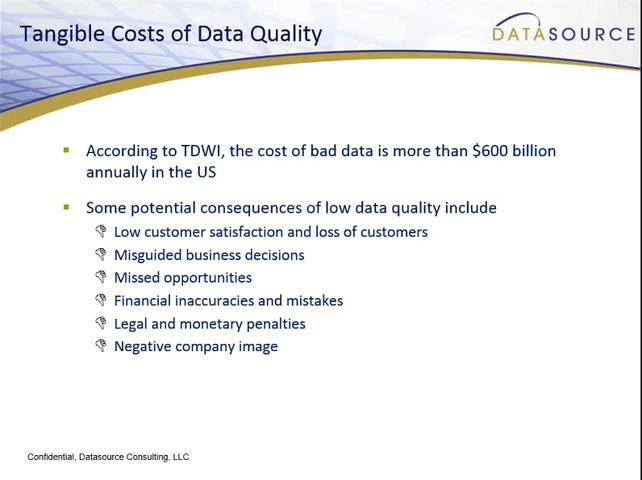 Tangible Costs of Data Quality
DATASOURCE
According to TDWI, the cost of bad data is more than $600 billion
annually in the US
Some potential consequences of low data quality include
Low customer satisfaction and loss of customers
Misguided business decisions
Missed opportunities
Financial inaccuracies and mistakes
Legal and monetary penalties
Negative company image
Confidential, Datasource Consulting, LLC